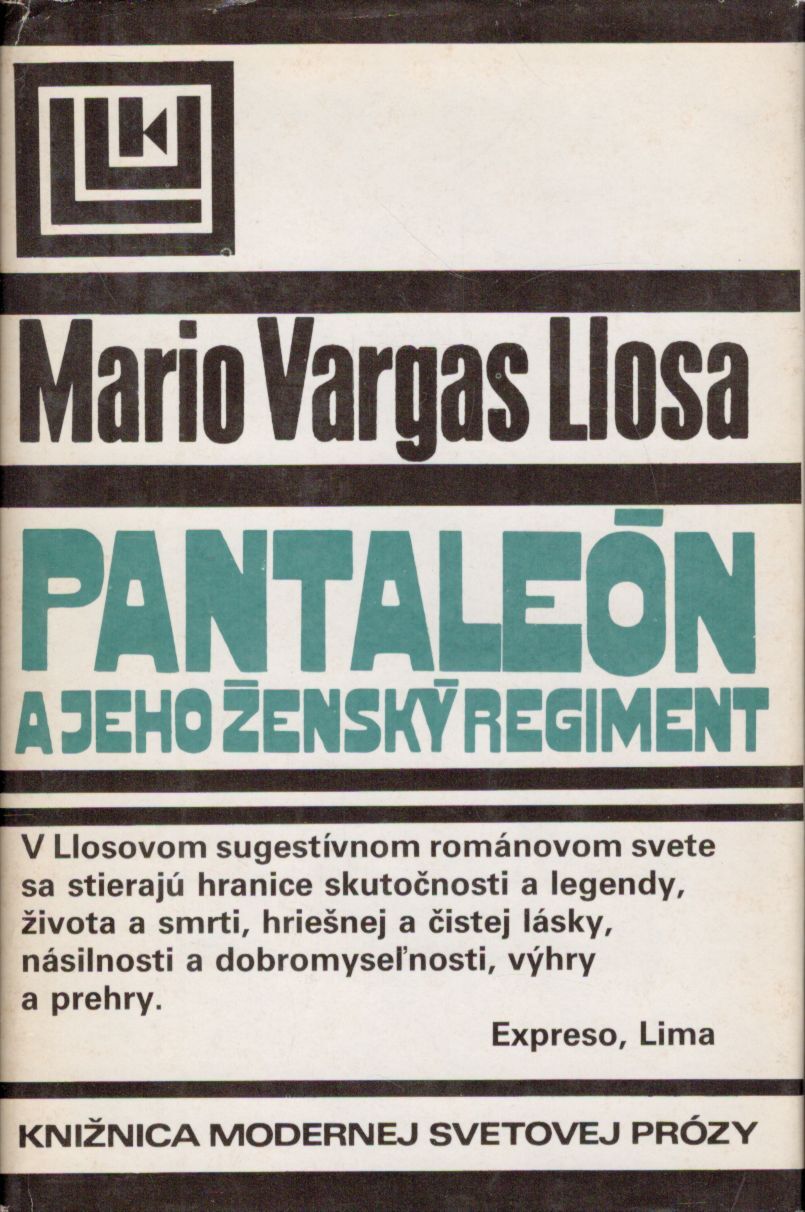 Mario Vargas Llosa
PANTALEÓN
A JEHO ŽENSKÝ REGIMENT
V Llosovom sugestívnom románovom svete
sa stierajú hranice skutočnosti a legendy,
života a smrti, hriešnej a čistej lásky,
násilnosti a dobromyseľnosti, výhry
a prehry.
Expreso, Lima
KNIŽNICA MODERNEJ SVETOVEJ PRÓZY